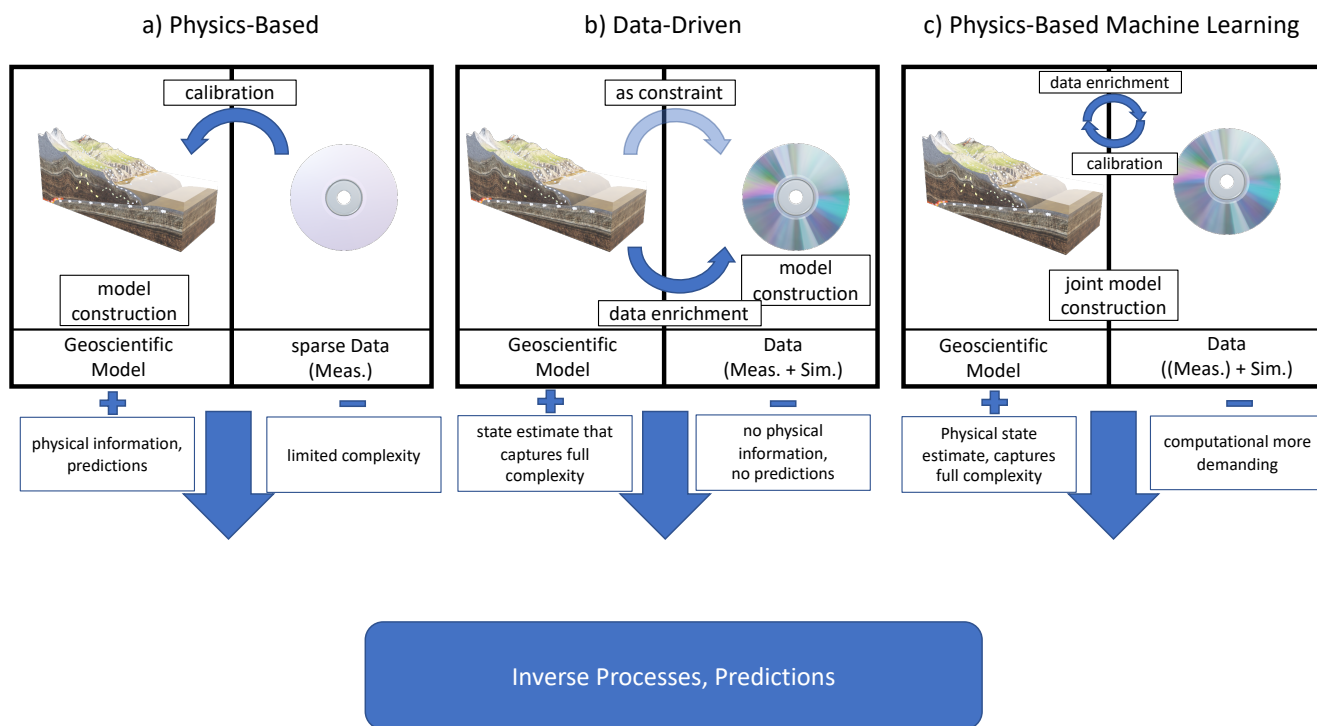 a) Physics-Based
calibration
model
construction
Geoscientific
Model
sparse Data
(Meas.)
physical information,
predictions
limited complexity
b) Data-Driven
as constraint
model
construction
data enrichment
Geoscientific
Model
Data
(Meas. + Sim.)
state estimate that
captures full
complexity
no physical
information,
no predictions
c) Physics-Based Machine Learning
data enrichment
calibration
joint model
construction
Geoscientific
Model
Data
((Meas.) + Sim.)
Physical state
estimate, captures
full complexity
computational more
demanding
Inverse Processes, Predictions